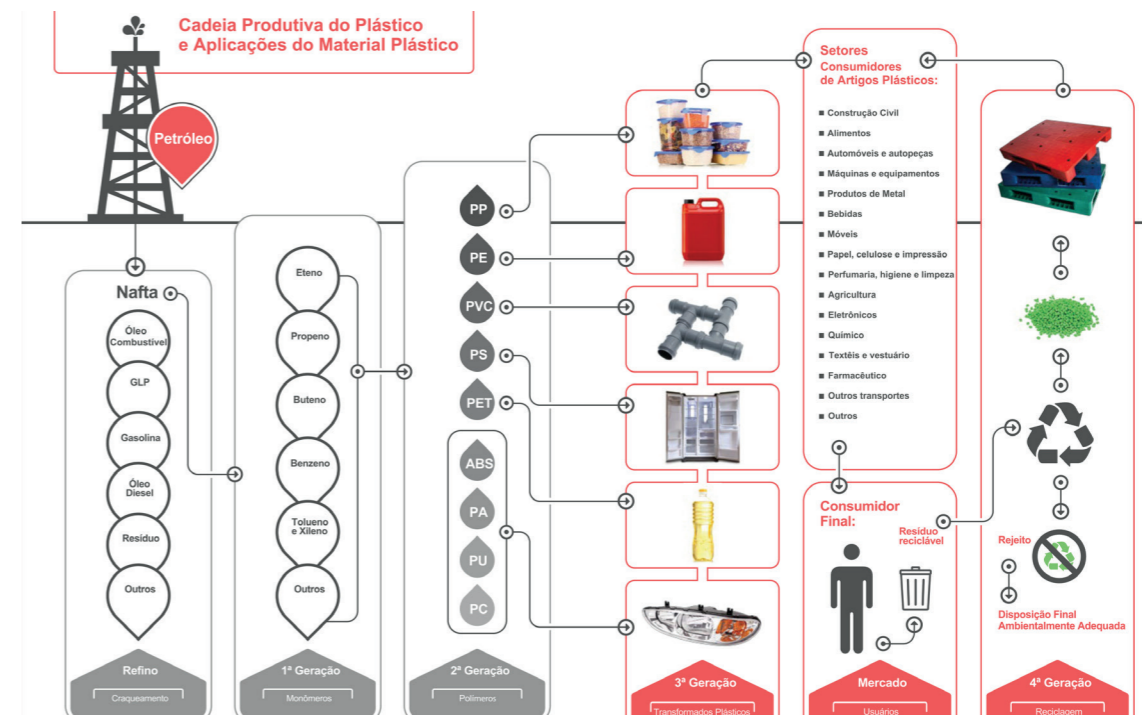 Cadeia Produtiva do Plástico
e Aplicações do Material Plástico
Petróleo
Nafta
Óleo
Combustível
GLP
Gasolina
Óleo
Diesel
Resíduo
Outros
Refino
Craqueamento
Eteno
Propeno
Buteno
Benzeno
Tolueno
e Xileno
Outros
1ª Geração
Monômeros
PP
PE
PVC
PS
PET
ABS
PA
PU
PC
2ª Geração
Polímeros
3ª Geração
Transformados Plásticos
Setores
Consumidores
de Artigos Plásticos:
Construção Civil
Alimentos
Automóveis e autopeças
Máquinas e equipamentos
Produtos de Metal
Bebidas
Móveis
Papel, celulose e impressão
Perfumaria, higiene e limpeza
Agricultura
Eletrônicos
Químico
Textêis e vestuário
Farmacêutico
Outros transportes
Outros
Consumidor
Final:
Resíduo
reciclável
Mercado
Usuários
Rejeito
Disposição Final
Ambientalmente Adequada
4ª Geração
Reciclagem